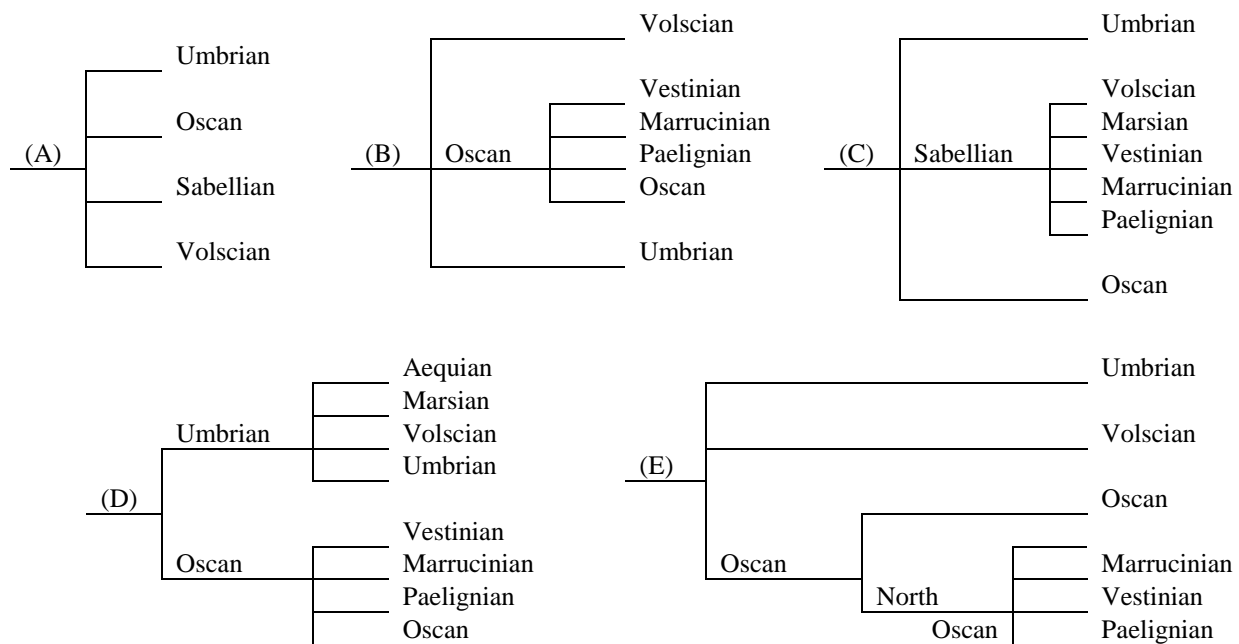 (A)
Umbrian
Oscan
Sabellian
Volscian
(B)
Volscian
Oscan
Vestinian
Marrucinian
Paelignian
Oscan
Umbrian
(C)
Umbrian
Sabellian
Volscian
Marsian
Vestinian
Marrucinian
Paelignian
Oscan
(D)
Umbrian
Aequian
Marsian
Volscian
Umbrian
Oscan
Vestinian
Marrucinian
Paelignian
Oscan
(E)
Umbrian
Volscian
Oscan
Oscan
North
Oscan
Marrucinian
Vestinian
Paelignian